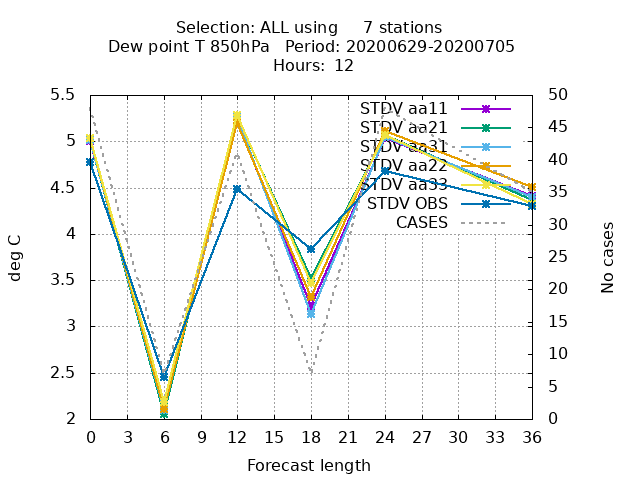 Selection: ALL using     7 stations
Dew point T 850hPa   Period: 20200629-20200705
Hours:  12
5.5
5
4.5
4
3.5
3
2.5
2
deg C
50
45
40
35
30
25
20
15
10
5
0
No cases
STDV aa11
STDV aa21
STDV aa31
STDV aa22
STDV aa33
STDV OBS
CASES
0 3 6 9 12 15 18 21 24 27 30 33 36
Forecast length